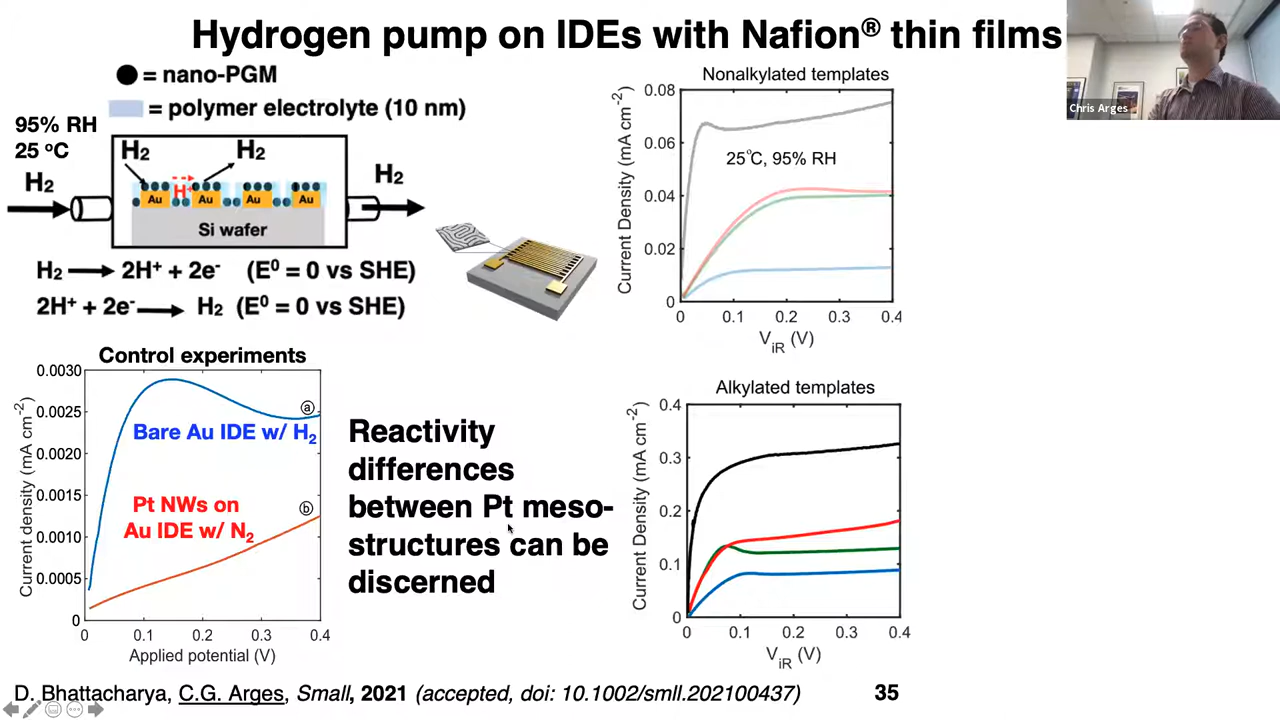 Hydrogen pump on IDEs with Nafion® thin films
= nano-PGM
= polymer electrolyte (10 nm)
95% RH
25 ºC
H₂
H₂
H₂
H⁺
H₂
Au
Au
Au
Au
Si wafer
H₂ ⟶ 2H⁺ + 2e⁻ (E⁰ = 0 vs SHE)
2H⁺ + 2e⁻ ⟶ H₂ (E⁰ = 0 vs SHE)
Control experiments
Current density (mA cm⁻²)
0.0030
0.0025
0.0020
0.0015
0.0010
0.0005
0
ⓐ
Bare Au IDE w/ H₂
ⓑ
Pt NWs on
Au IDE w/ N₂
0 0.1 0.2 0.3 0.4
Applied potential (V)
Reactivity
differences
between Pt meso-
structures can be
discerned
Nonalkylated templates
Current Density (mA cm⁻²)
0.08
0.06
0.04
0.02
0
25℃, 95% RH
0 0.1 0.2 0.3 0.4
V_iR (V)
Alkylated templates
Current Density (mA cm⁻²)
0.4
0.3
0.2
0.1
0
0 0.1 0.2 0.3 0.4
V_iR (V)
D. Bhattacharya, C.G. Arges, Small, 2021 (accepted, doi: 10.1002/smll.202100437)
35
Chris Arges